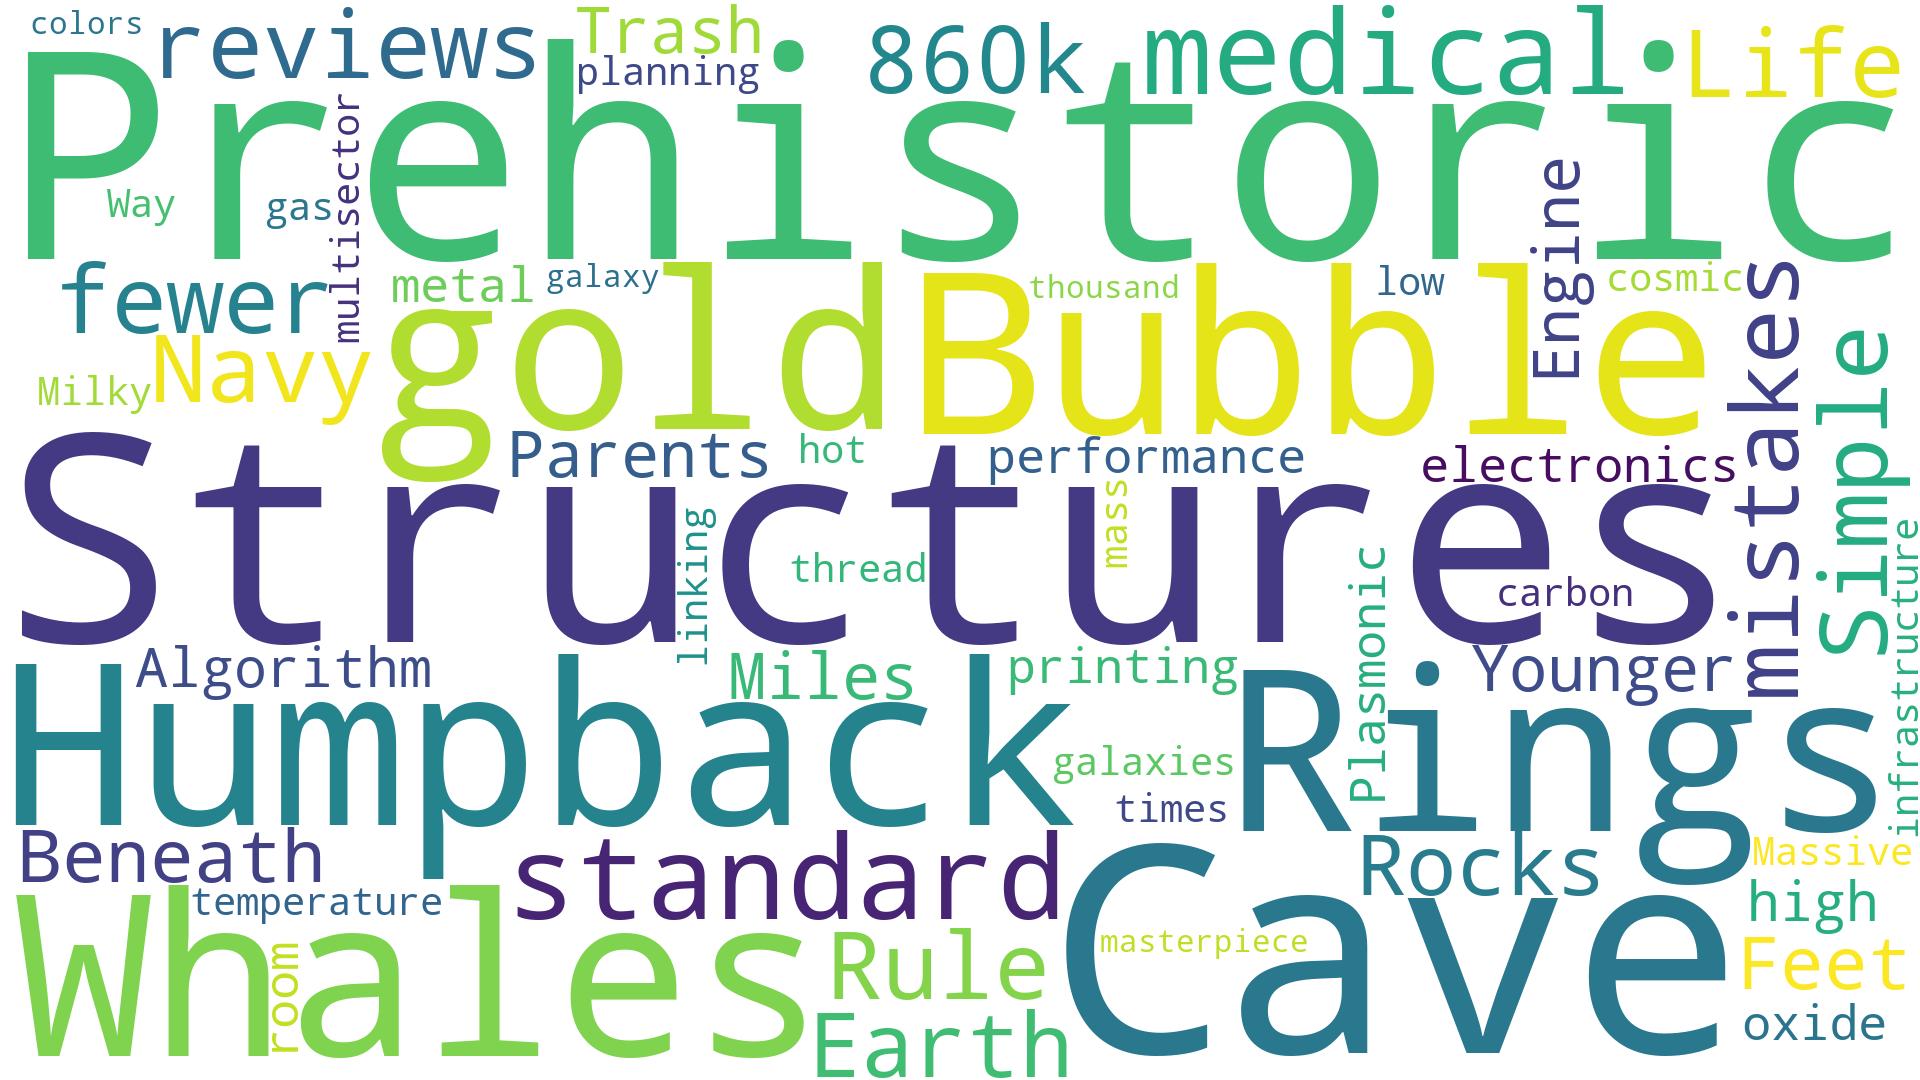 colors
reviews
Trash
planning
860k
medical
Life
Prehistoric
multisector
Way
gas
Engine
fewer
metal
galaxy
gold
Bubble
thousand
low
cosmic
mistakes
Navy
Milky
Simple
Structures
Parents
hot
performance
electronics
mass
linking
thread
carbon
Plasmonic
infrastructure
Algorithm
Miles
printing
Younger
Humpback
Rings
galaxies
times
Beneath
standard
Rocks
Massive
Whales
temperature
Cave
high
room
Rule
masterpiece
Feet
Earth
oxide